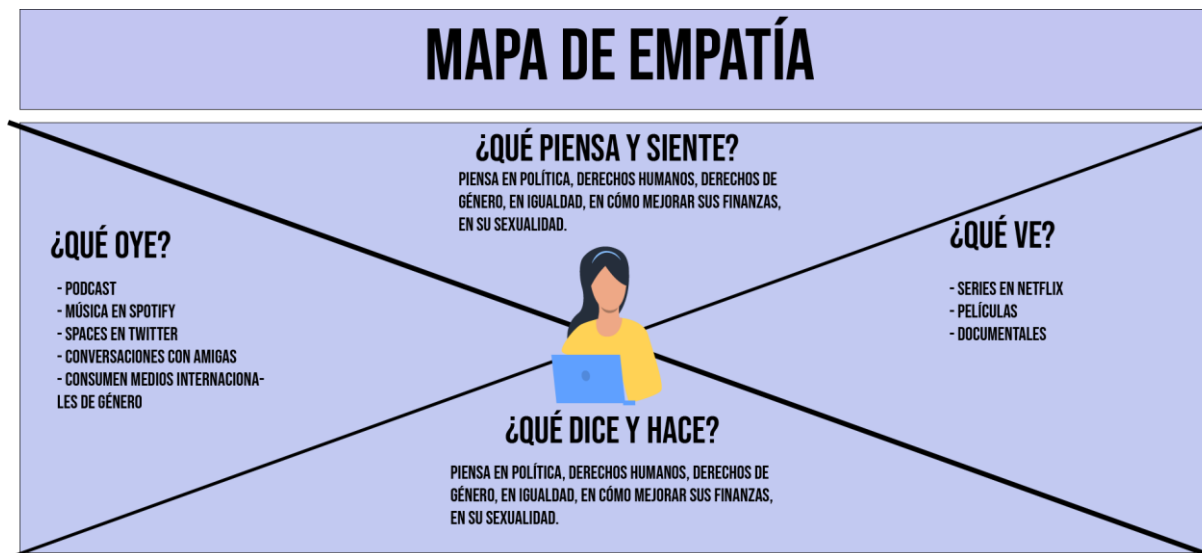 MAPA DE EMPATÍA
¿QUÉ PIENSA Y SIENTE?
PIENSA EN POLÍTICA, DERECHOS HUMANOS, DERECHOS DE
GÉNERO, EN IGUALDAD, EN CÓMO MEJORAR SUS FINANZAS,
EN SU SEXUALIDAD.
¿QUÉ OYE?
- PODCAST
- MÚSICA EN SPOTIFY
- SPACES EN TWITTER
- CONVERSACIONES CON AMIGAS
- CONSUMEN MEDIOS INTERNACIONA-
LES DE GÉNERO
¿QUÉ VE?
- SERIES EN NETFLIX
- PELÍCULAS
- DOCUMENTALES
¿QUÉ DICE Y HACE?
PIENSA EN POLÍTICA, DERECHOS HUMANOS, DERECHOS DE
GÉNERO, EN IGUALDAD, EN CÓMO MEJORAR SUS FINANZAS,
EN SU SEXUALIDAD.